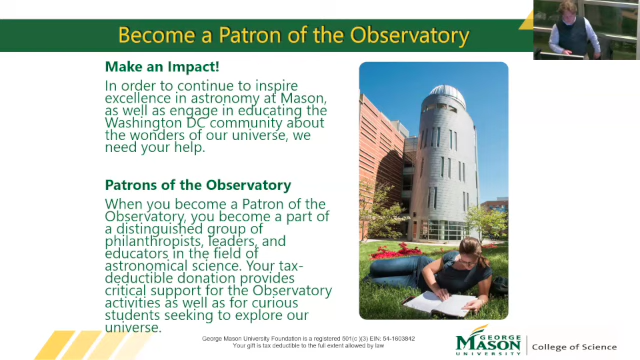 Become a Patron of the Observatory
Make an Impact!
In order to continue to inspire
excellence in astronomy at Mason,
as well as engage in educating the
Washington DC community about
the wonders of our universe, we
need your help.
Patrons of the Observatory
When you become a Patron of the
Observatory, you become a part of
a distinguished group of
philanthropists, leaders, and
educators in the field of
astronomical science. Your tax-
deductible donation provides
critical support for the Observatory
activities as well as for curious
students seeking to explore our
universe.
George Mason University Foundation is a registered 501(c )(3) EIN; 54-1603842
Your gift is tax deductible to the full extent allowed by law
GEORGE
MASON
UNIVERSITY
College of Science